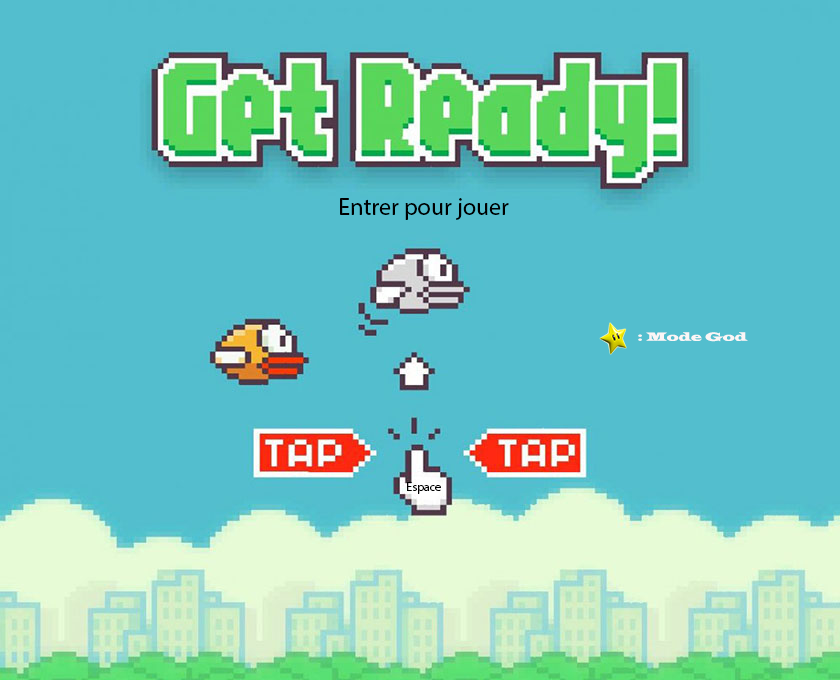 Get Ready!
Entrer pour jouer
: Mode God
TAP TAP
Espace